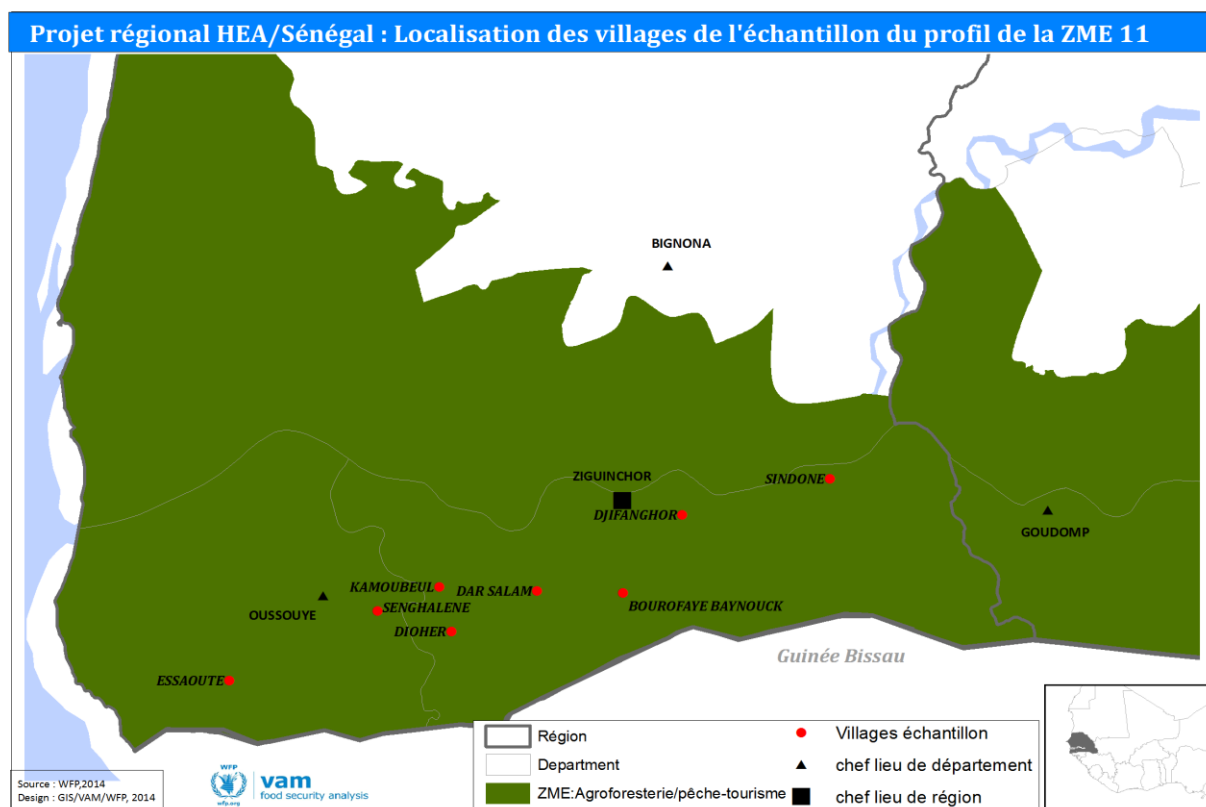 Projet régional HEA/Sénégal : Localisation des villages de l'échantillon du profil de la ZME 11
BIGNONA
ZIGUINCHOR
SINDONE
DJIFANGHOR
GOUDOMP
KAMOUBEUL
DAR SALAM
OUSSOUYE
SENGHALENE
BOUROFAYE BAYNOUCK
DIOHER
Guinée Bissau
ESSAOUTE
Région
Department
ZME:Agroforesterie/pêche-tourisme
Villages échantillon
chef lieu de département
chef lieu de région
Source : WFP,2014
Design : GIS/VAM/WFP, 2014
WFP
wfp.org
vam
food security analysis